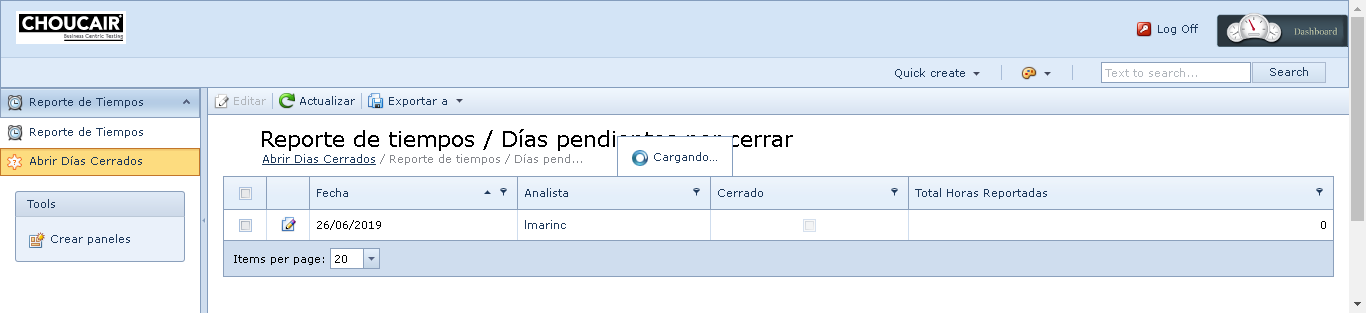 CHOUCAIR
Business Centric Testing
Log Off
Dashboard
Quick create
Text to search...
Search
Reporte de Tiempos
Reporte de Tiempos
Abrir Días Cerrados
Tools
Crear paneles
Editar
Actualizar
Exportar a
Reporte de tiempos / Días pendientes por cerrar
Abrir Dias Cerrados / Reporte de tiempos / Días pend...
Cargando...
Fecha Analista Cerrado Total Horas Reportadas
26/06/2019 lmarinc 0
Items per page: 20